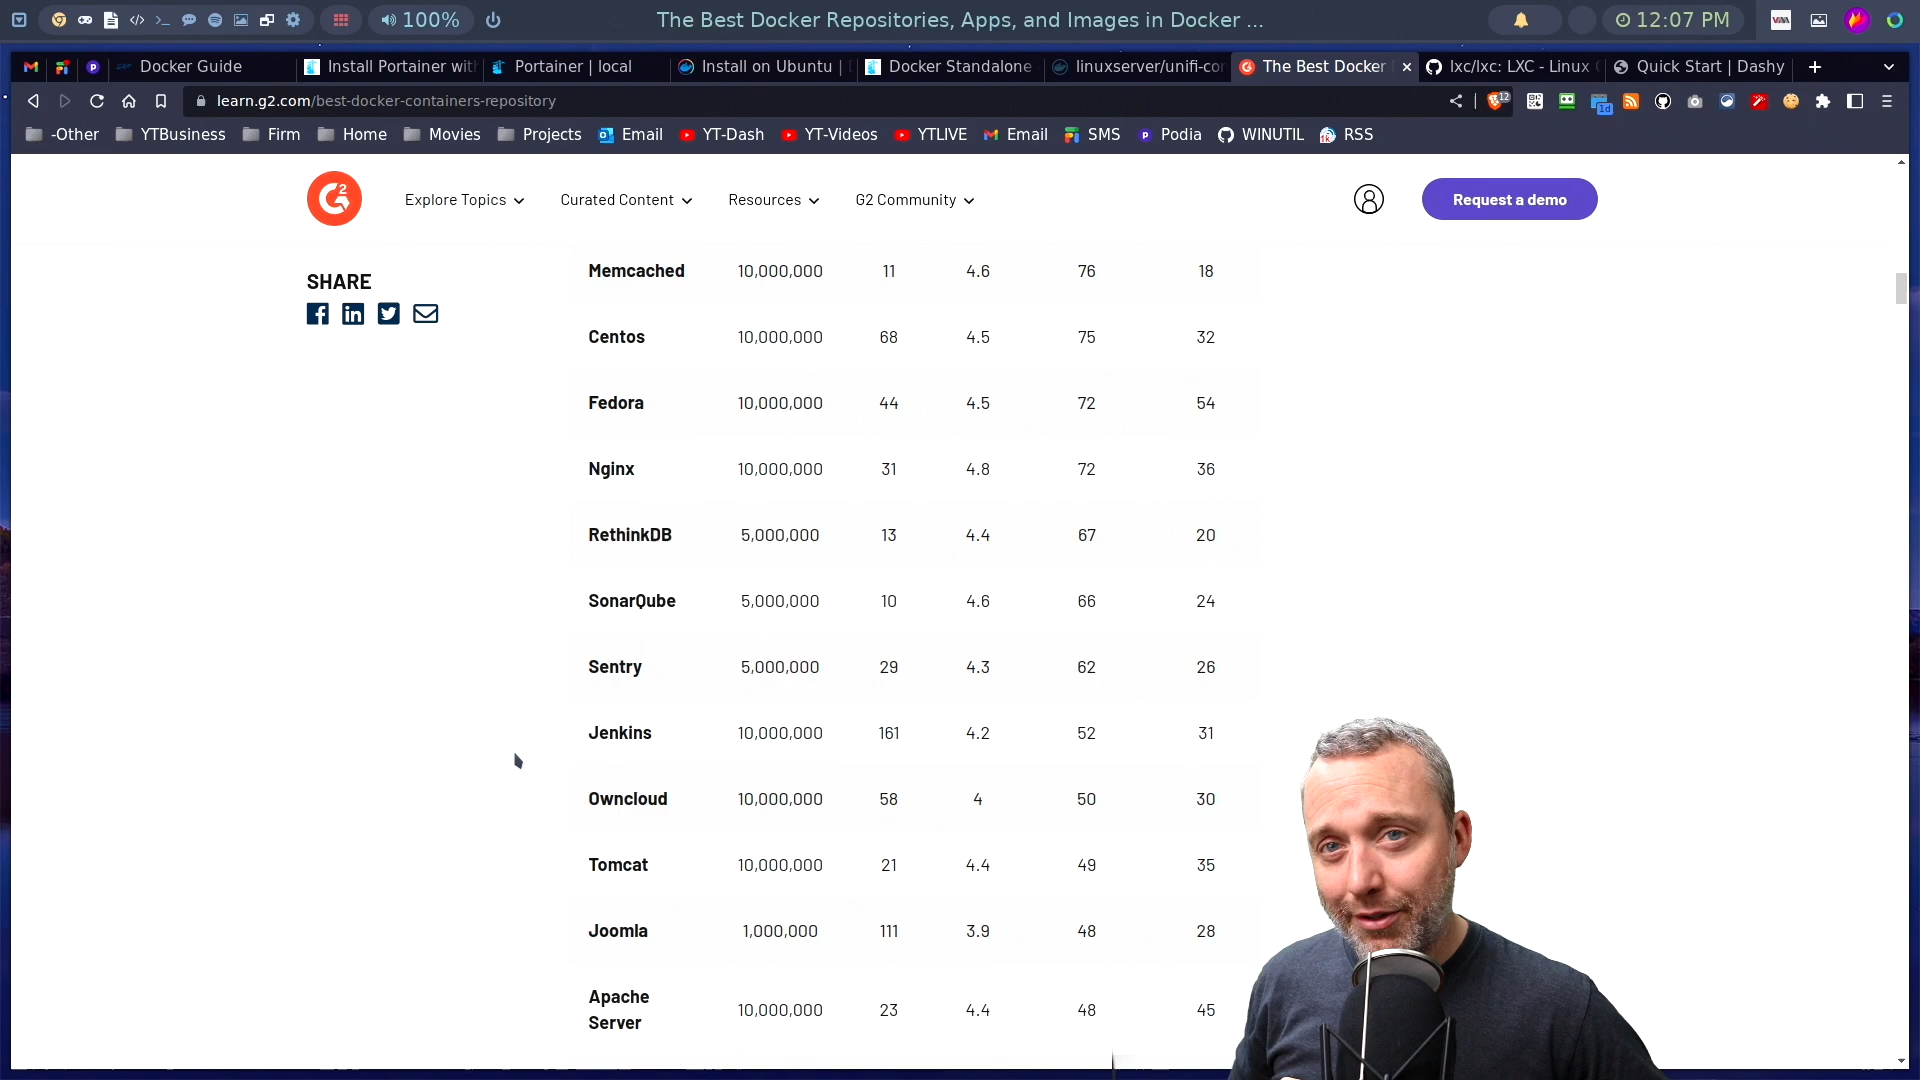 100%
The Best Docker Repositories, Apps, and Images in Docker ...
12:07 PM
Docker Guide
Install Portainer with
Portainer | local
Install on Ubuntu |
Docker Standalone
linuxserver/unifi-con
The Best Docker
lxc/lxc: LXC - Linux
Quick Start | Dashy
learn.g2.com/best-docker-containers-repository
12
1d
-Other
YTBusiness
Firm
Home
Movies
Projects
Email
YT-Dash
YT-Videos
YTLIVE
Email
SMS
Podia
WINUTIL
RSS
G2
Explore Topics
Curated Content
Resources
G2 Community
Request a demo
SHARE
Memcached 10,000,000 11 4.6 76 18
Centos 10,000,000 68 4.5 75 32
Fedora 10,000,000 44 4.5 72 54
Nginx 10,000,000 31 4.8 72 36
RethinkDB 5,000,000 13 4.4 67 20
SonarQube 5,000,000 10 4.6 66 24
Sentry 5,000,000 29 4.3 62 26
Jenkins 10,000,000 161 4.2 52 31
Owncloud 10,000,000 58 4 50 30
Tomcat 10,000,000 21 4.4 49 35
Joomla 1,000,000 111 3.9 48 28
Apache
Server 10,000,000 23 4.4 48 45